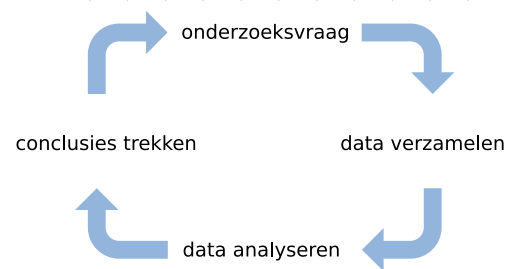 onderzoeksvraag
data verzamelen
data analyseren
conclusies trekken